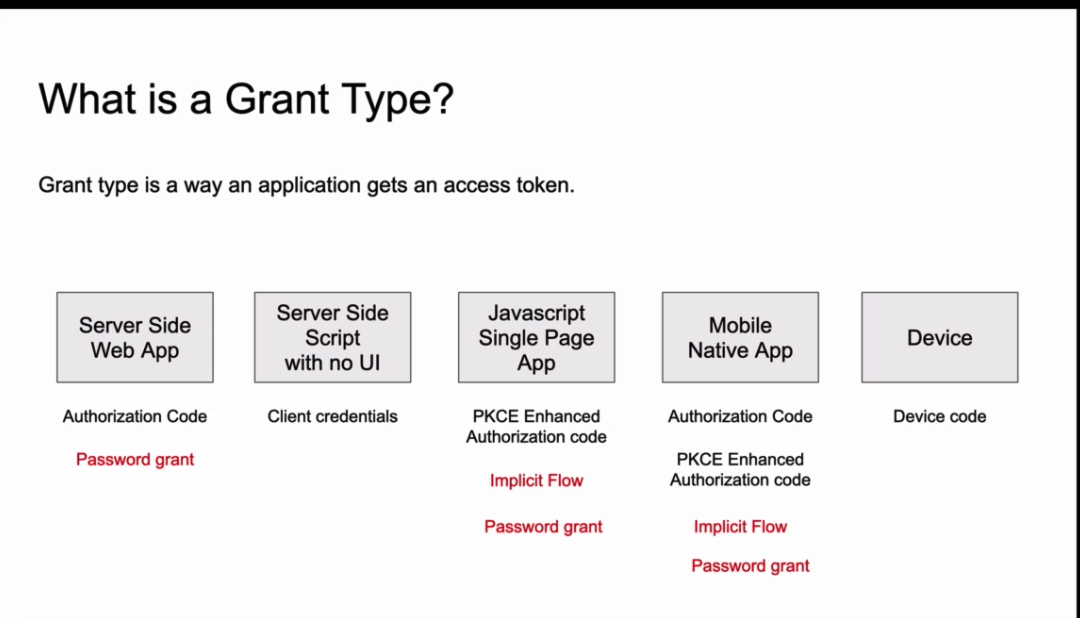 What is a Grant Type?
Grant type is a way an application gets an access token.
Server Side
Web App
Authorization Code
Password grant
Server Side
Script
with no UI
Client credentials
Javascript
Single Page
App
PKCE Enhanced
Authorization code
Implicit Flow
Password grant
Mobile
Native App
Authorization Code
PKCE Enhanced
Authorization code
Implicit Flow
Password grant
Device
Device code